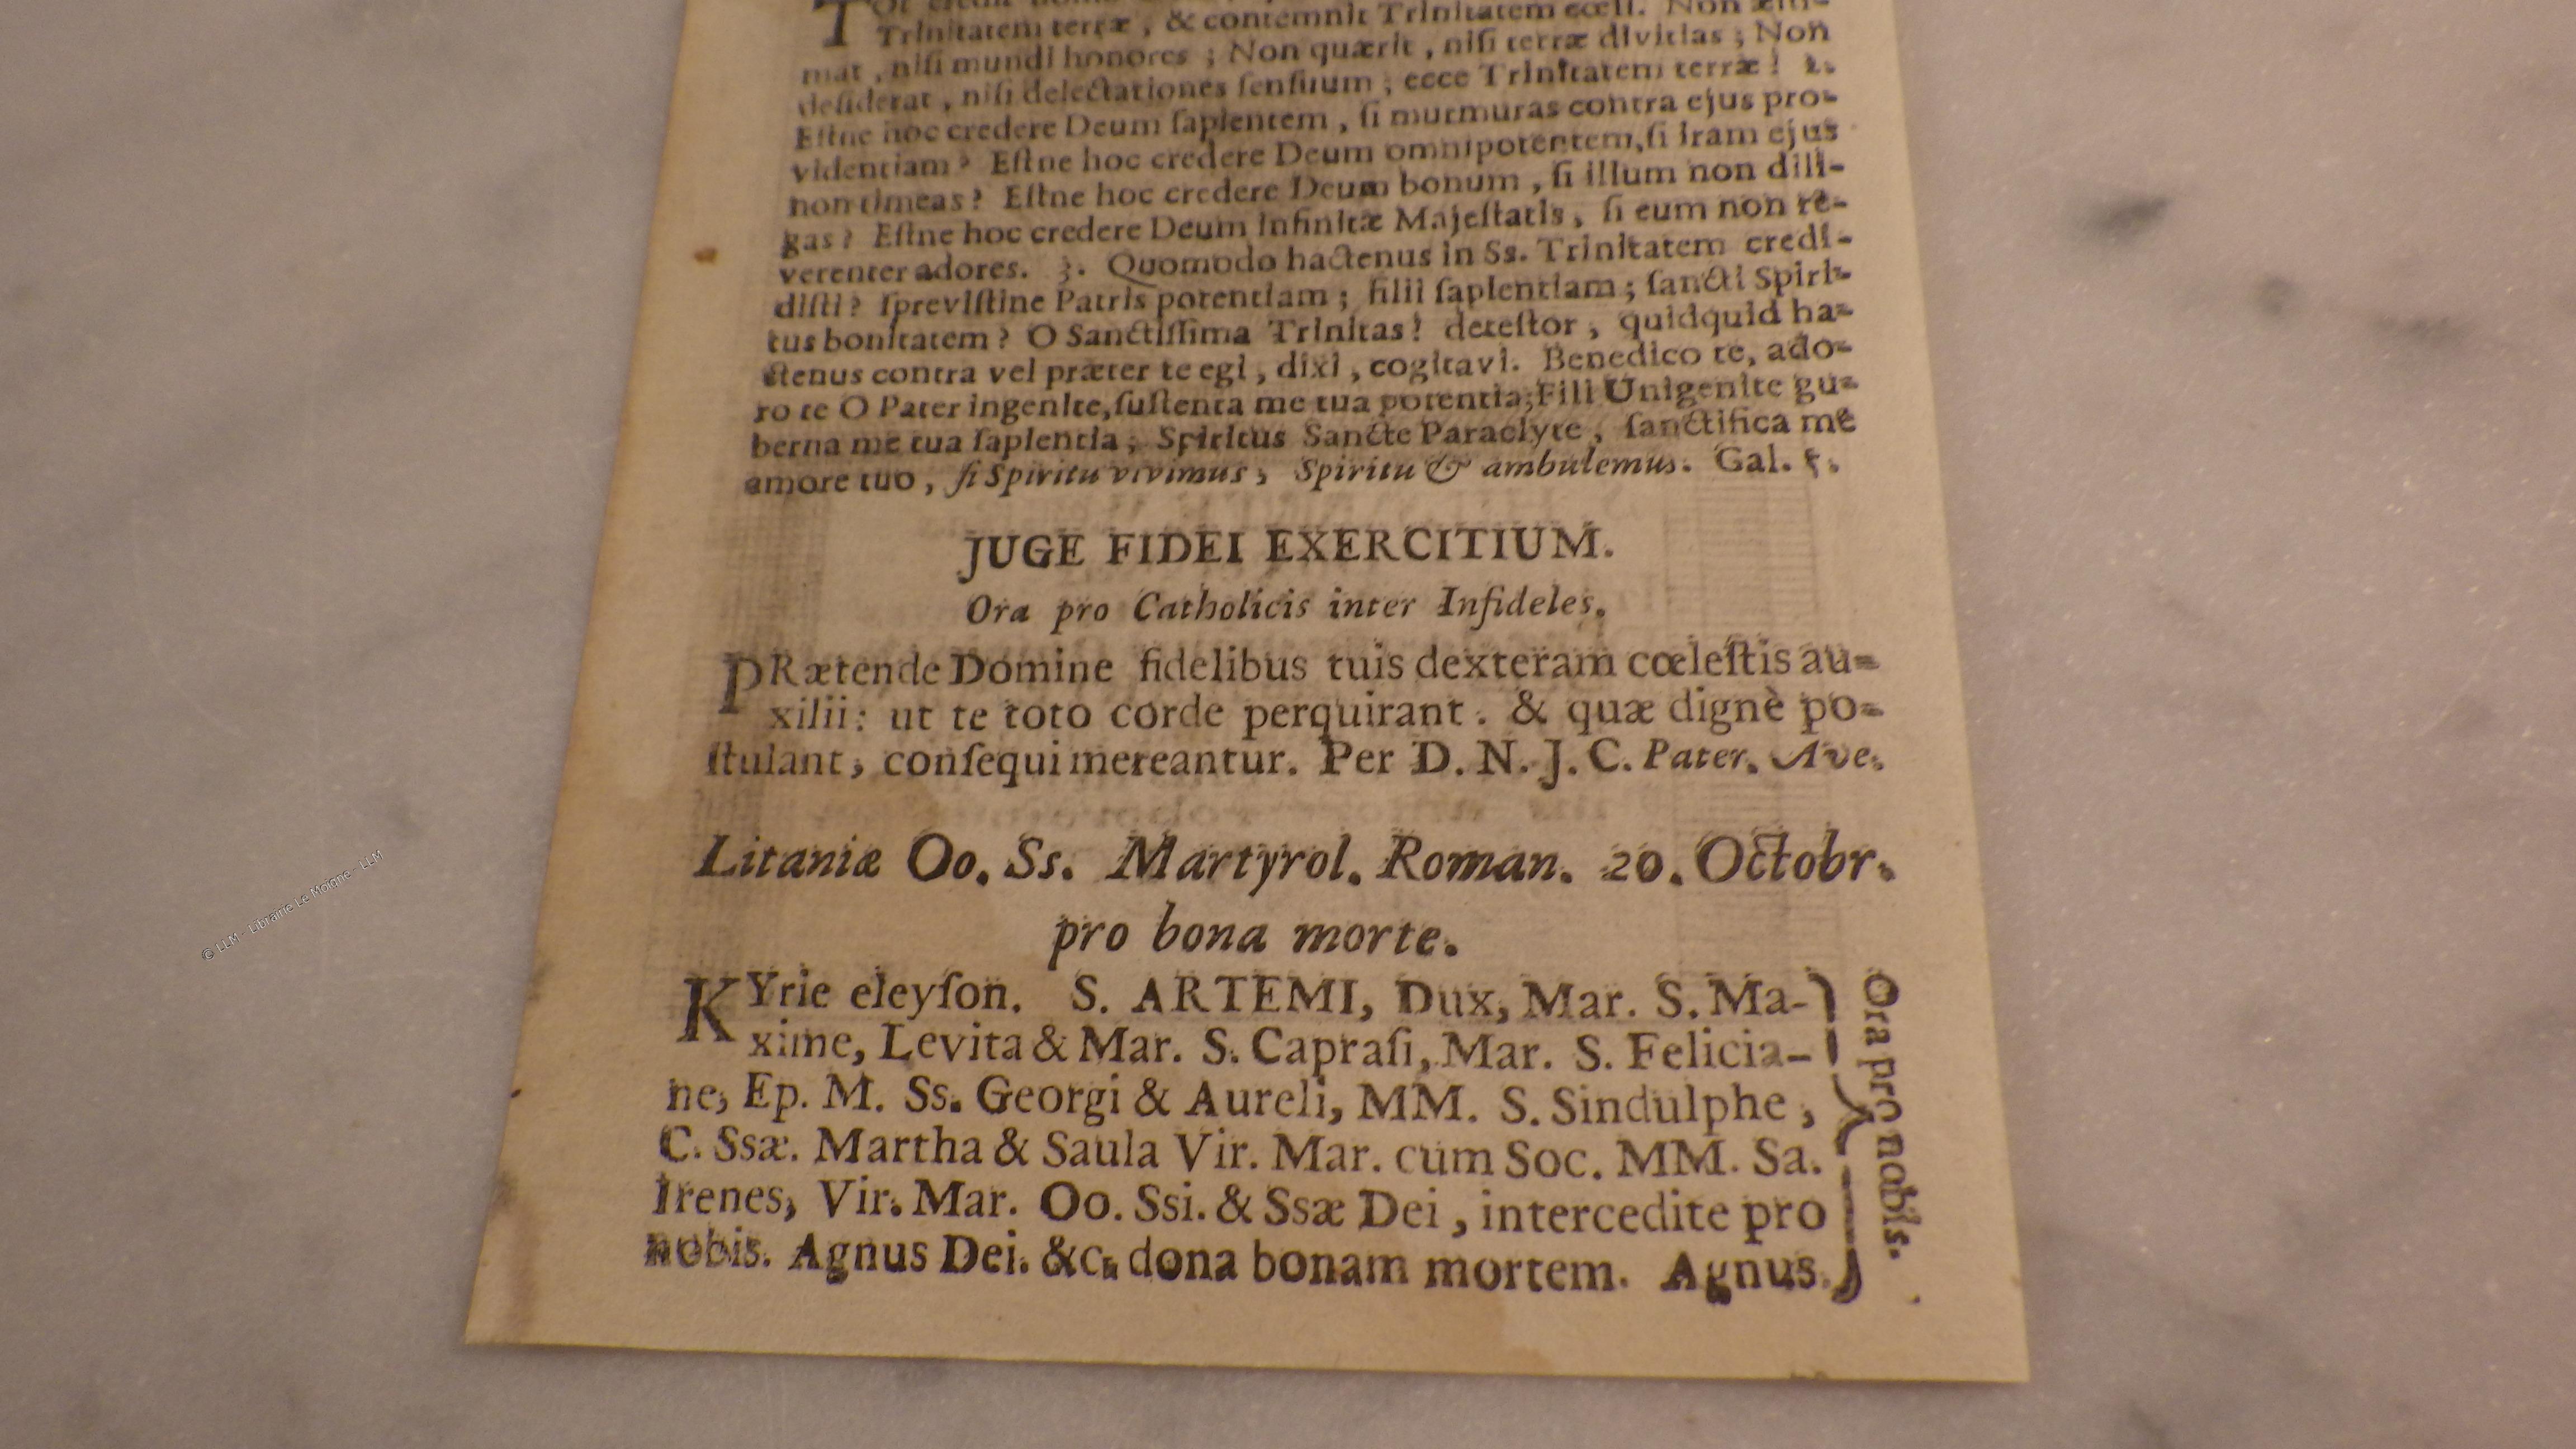 Trinitatem terræ, & contemnit Trinitatem cœli. Non æsti-
mat, nisi mundi honores; Non quærit, nisi terræ divitias; Non
desiderat, nisi delectationes sensuum; ecce Trinitatem terræ! 2.
Estne hoc credere Deum sapientem, si murmuras contra ejus pro-
videntiam? Estne hoc credere Deum omnipotentem, si iram ejus
non timeas? Estne hoc credere Deum bonum, si illum non dili-
gas? Estne hoc credere Deum infinitæ Majestatis, si eum non re-
verenter adores. 3. Quomodo hactenus in Ss. Trinitatem credi-
disti? sprevistine Patris potentiam; filii sapientiam; sancti Spiri-
tus bonitatem? O Sanctissima Trinitas! detestor, quidquid ha-
ctenus contra vel præter te egi, dixi, cogitavi. Benedico te, ado-
ro te O Pater ingenite, sustenta me tua potentia; Fili Unigenite gu-
berna me tua sapientia; Spiritus Sancte Paraclyte, sanctifica me
amore tuo, si Spiritu vivimus, Spiritu & ambulemus. Gal. 5.
JUGE FIDEI EXERCITIUM.
Ora pro Catholicis inter Infideles.
PRætende Domine fidelibus tuis dexteram cœlestis au-
xilii: ut te toto corde perquirant. & quæ dignè po-
stulant, consequi mereantur. Per D. N. J. C. Pater. Ave.
Litaniæ Oo. Ss. Martyrol. Roman. 20. Octobr.
pro bona morte.
KYrie eleyson. S. ARTEMI, Dux, Mar. S. Ma-
xime, Levita & Mar. S. Caprasi, Mar. S. Felicia-
ne, Ep. M. Ss. Georgi & Aureli, MM. S. Sindulphe,
C. Ssæ. Martha & Saula Vir. Mar. cum Soc. MM. Sa.
Irenes, Vir. Mar. Oo. Ssi. & Ssæ Dei, intercedite pro
nobis. Agnus Dei. &c. dona bonam mortem. Agnus.
Ora pro nobis.
© LLM - Librairie Le Moigne - LLM